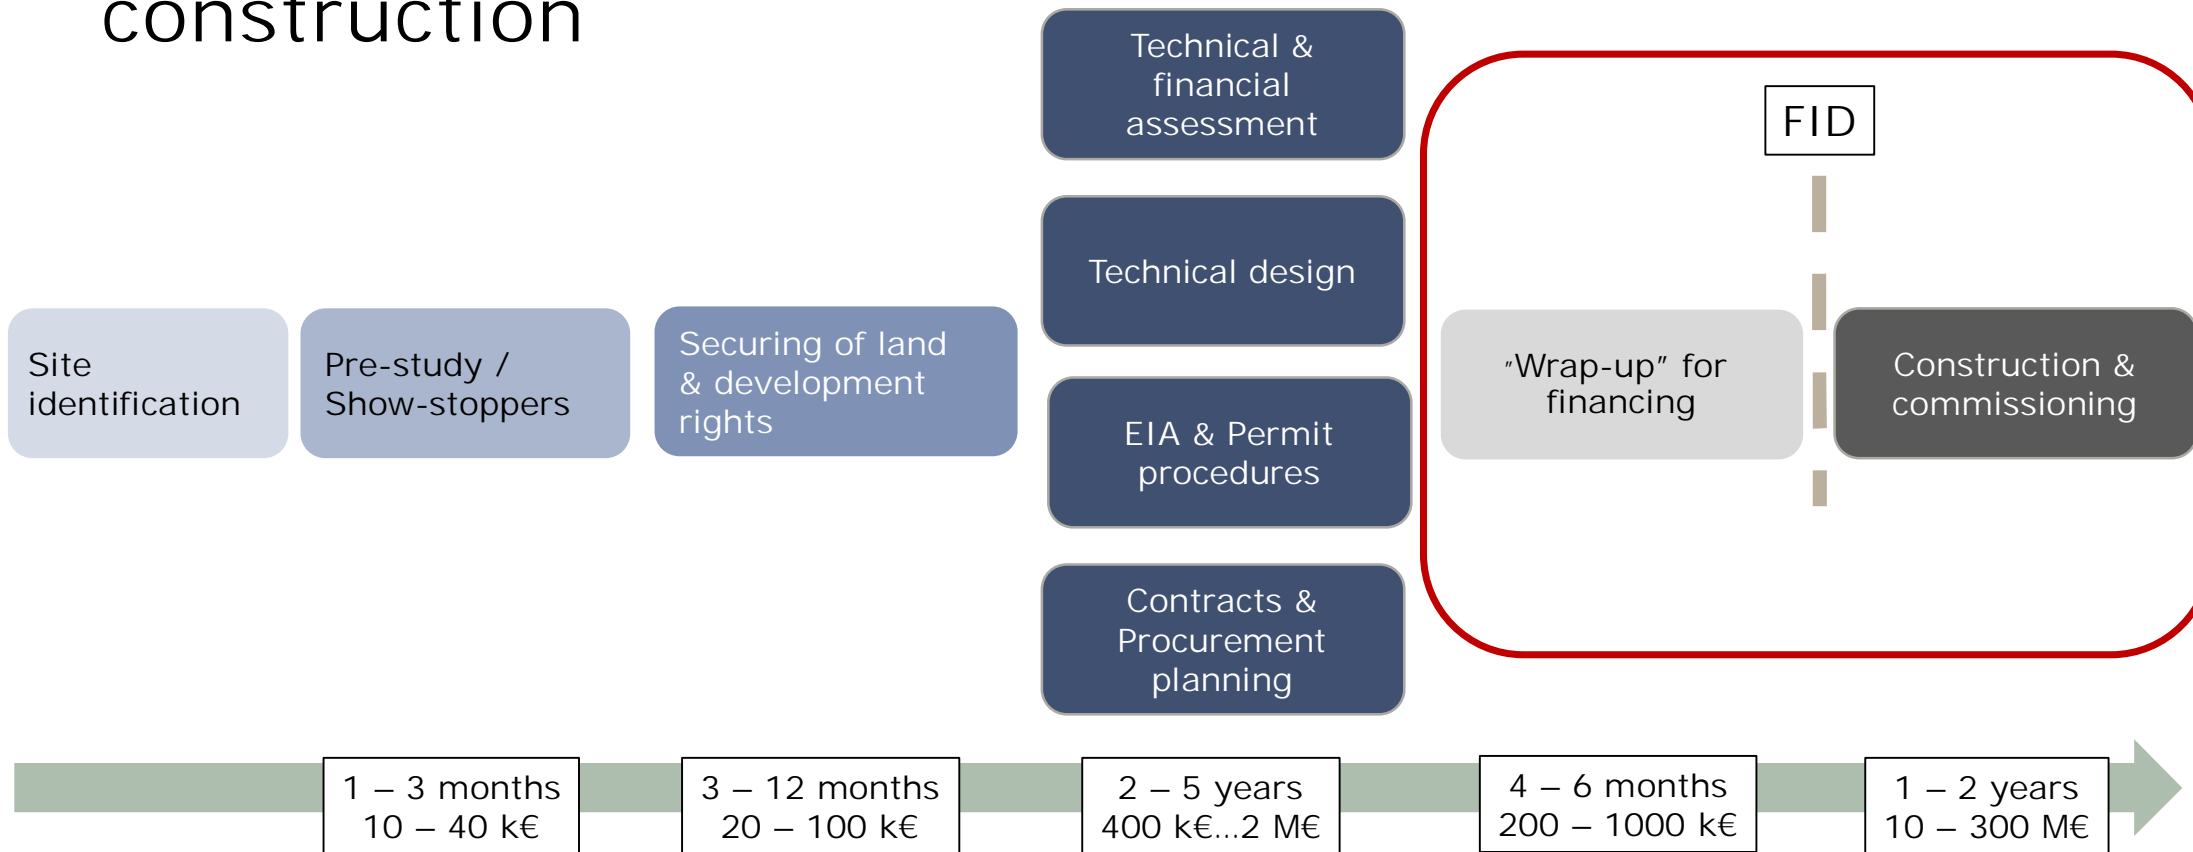 construction
Technical &
financial
assessment
FID
Technical design
Site
identification
Pre-study /
Show-stoppers
Securing of land
& development
rights
"Wrap-up” for
financing
Construction &
commissioning
EIA & Permit
procedures
Contracts &
Procurement
planning
1 – 3 months
10 – 40 k€
3 – 12 months
20 – 100 k€
2 – 5 years
400 k€...2 M€
4 – 6 months
200 – 1000 k€
1 – 2 years
10 – 300 M€